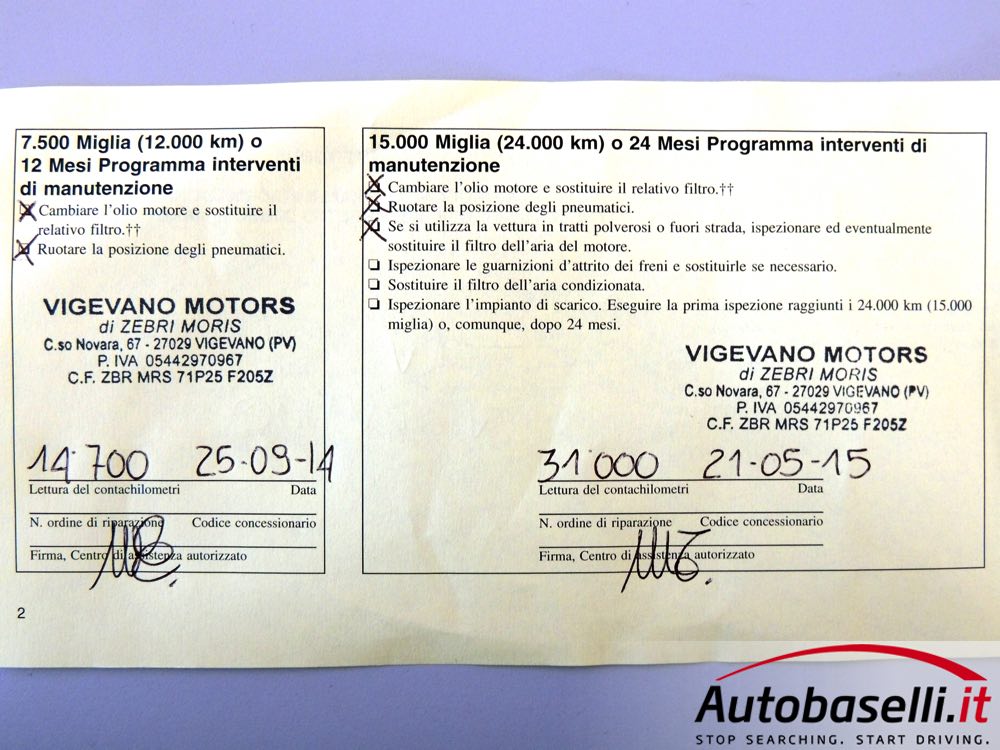 7.500 Miglia (12.000 km) o
12 Mesi Programma interventi
di manutenzione
Cambiare l'olio motore e sostituire il
relativo filtro.††
Ruotare la posizione degli pneumatici.
VIGEVANO MOTORS
di ZEBRI MORIS
C.so Novara, 67 - 27029 VIGEVANO (PV)
P. IVA 05442970967
C.F. ZBR MRS 71P25 F205Z
14 700 25-09-14
Lettura del contachilometri Data
N. ordine di riparazione Codice concessionario
Firma, Centro di assistenza autorizzato
15.000 Miglia (24.000 km) o 24 Mesi Programma interventi di
manutenzione
Cambiare l'olio motore e sostituire il relativo filtro.††
Ruotare la posizione degli pneumatici.
Se si utilizza la vettura in tratti polverosi o fuori strada, ispezionare ed eventualmente
sostituire il filtro dell'aria del motore.
Ispezionare le guarnizioni d'attrito dei freni e sostituirle se necessario.
Sostituire il filtro dell'aria condizionata.
Ispezionare l'impianto di scarico. Eseguire la prima ispezione raggiunti i 24.000 km (15.000
miglia) o, comunque, dopo 24 mesi.
VIGEVANO MOTORS
di ZEBRI MORIS
C.so Novara, 67 - 27029 VIGEVANO (PV)
P. IVA 05442970967
C.F. ZBR MRS 71P25 F205Z
31 000 21-05-15
Lettura del contachilometri Data
N. ordine di riparazione Codice concessionario
Firma, Centro di assistenza autorizzato
2
Autobaselli.it
STOP SEARCHING. START DRIVING.